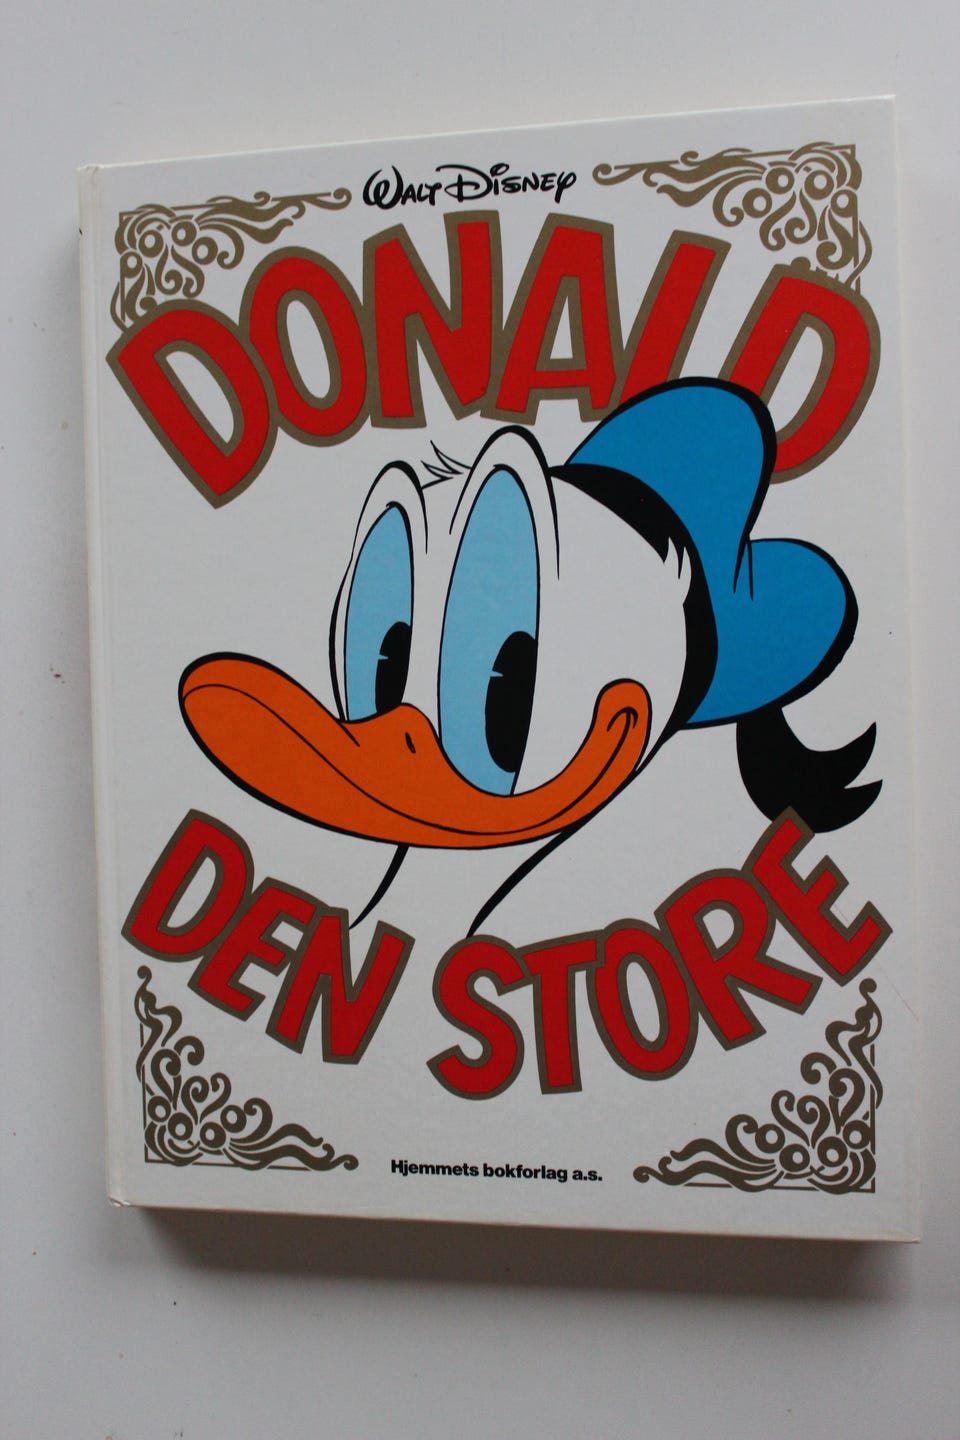 WALT DISNEY
DONALD
DEN STORE
Hjemmets bokforlag a.s.